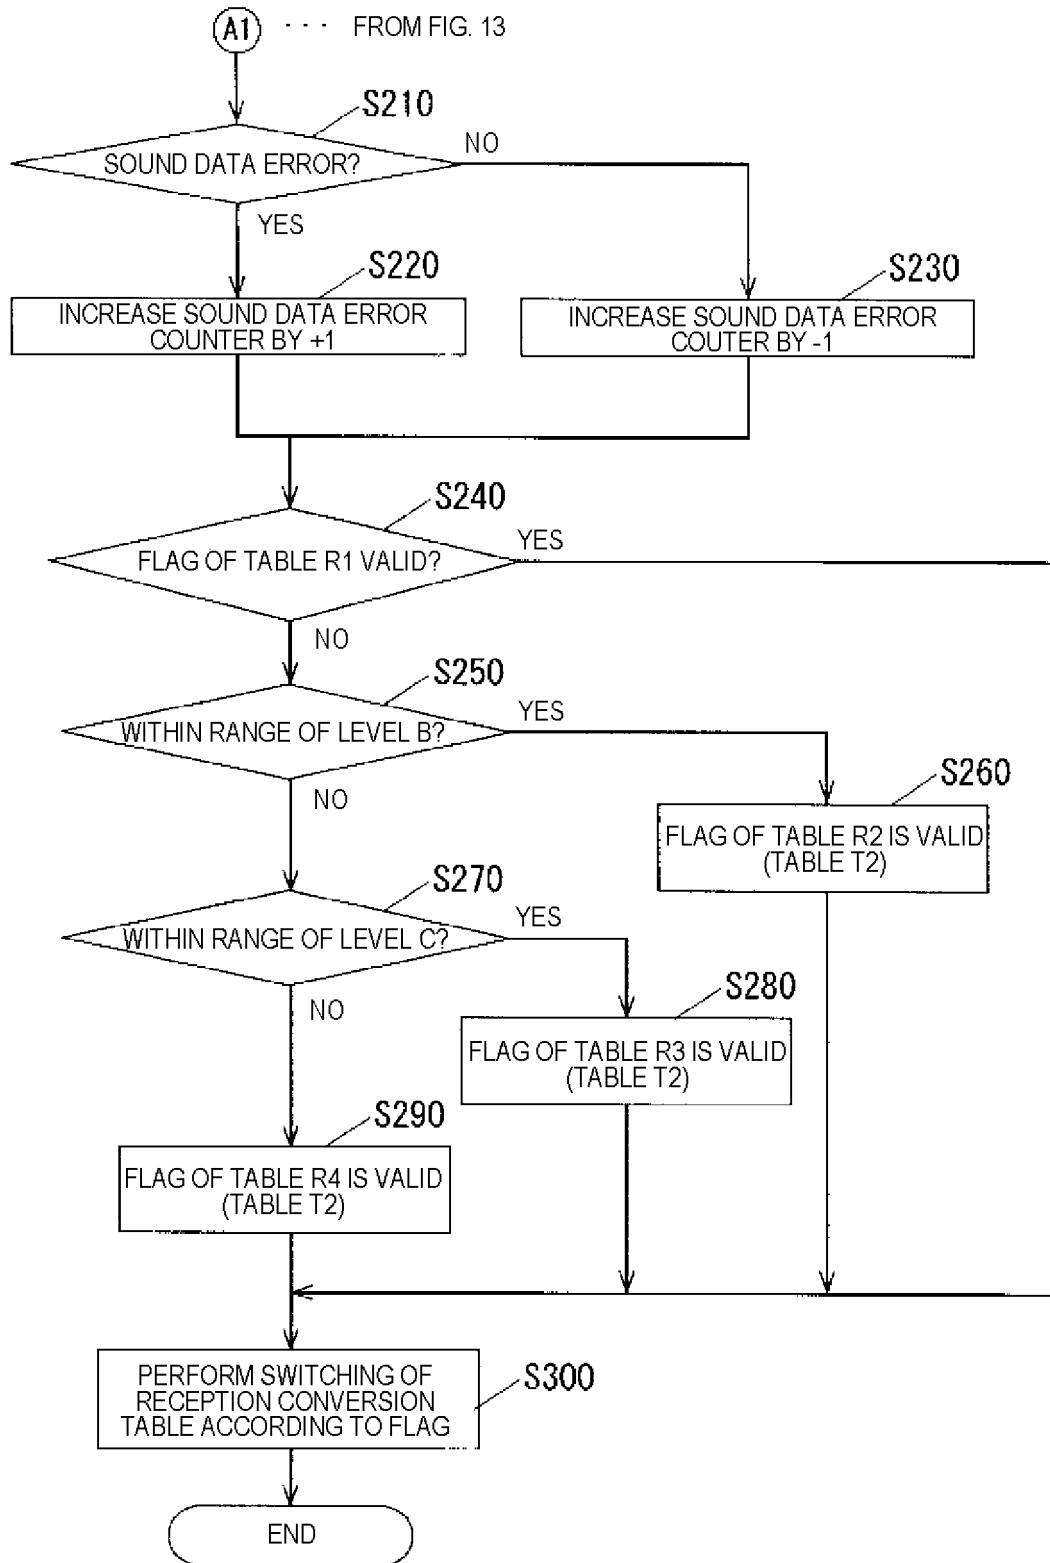 A1 - - - FROM FIG. 13
S210
SOUND DATA ERROR?
NO
YES
S220
INCREASE SOUND DATA ERROR
COUNTER BY +1
S230
INCREASE SOUND DATA ERROR
COUTER BY -1
S240
FLAG OF TABLE R1 VALID?
YES
NO
S250
WITHIN RANGE OF LEVEL B?
YES
NO
S260
FLAG OF TABLE R2 IS VALID
(TABLE T2)
S270
WITHIN RANGE OF LEVEL C?
YES
NO
S280
FLAG OF TABLE R3 IS VALID
(TABLE T2)
S290
FLAG OF TABLE R4 IS VALID
(TABLE T2)
S300
PERFORM SWITCHING OF
RECEPTION CONVERSION
TABLE ACCORDING TO FLAG
END